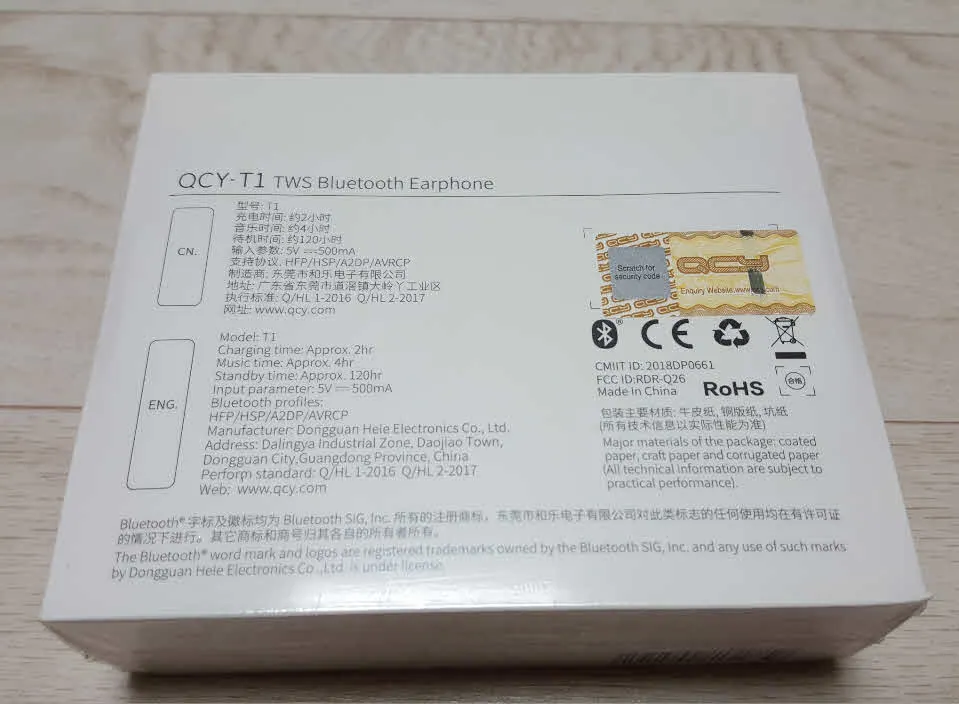 QCY-T1 TWS Bluetooth Earphone
CN.
型号: T1
充电时间: 约2小时
音乐时间: 约4小时
待机时间: 约120小时
输入参数: 5V ⎓500mA
支持协议: HFP/HSP/A2DP/AVRCP
制造商: 东莞市和乐电子有限公司
地址: 广东省东莞市道滘镇大岭丫工业区
执行标准: Q/HL 1-2016 Q/HL 2-2017
网址: www.qcy.com
ENG.
Model: T1
Charging time: Approx. 2hr
Music time: Approx. 4hr
Standby time: Approx. 120hr
Input parameter: 5V ⎓ 500mA
Bluetooth profiles:
HFP/HSP/A2DP/AVRCP
Manufacturer: Dongguan Hele Electronics Co., Ltd.
Address: Dalingya Industrial Zone, Daojiao Town,
Dongguan City,Guangdong Province, China
Perform standard: Q/HL 1-2016 Q/HL 2-2017
Web: www.qcy.com
Scratch for
security code
QCY
Enquiry Website:www.qcy.com
CE
CMIIT ID: 2018DP0661
FCC ID:RDR-Q26
Made in China
RoHS
合格
包装主要材质: 牛皮纸, 铜版纸, 坑纸
(所有技术信息以实际性能为准)
Major materials of the package: coated
paper, craft paper and corrugated paper
(All technical information are subject to
practical performance).
Bluetooth® 字标及徽标均为 Bluetooth SIG, Inc. 所有的注册商标，东莞市和乐电子有限公司对此类标志的任何使用均在有许可证
的情况下进行。其它商标和商号归其各自的所有者所有。
The Bluetooth® word mark and logos are registered trademarks owned by the Bluetooth SIG, Inc. and any use of such marks
by Dongguan Hele Electronics Co .,Ltd. is under license.